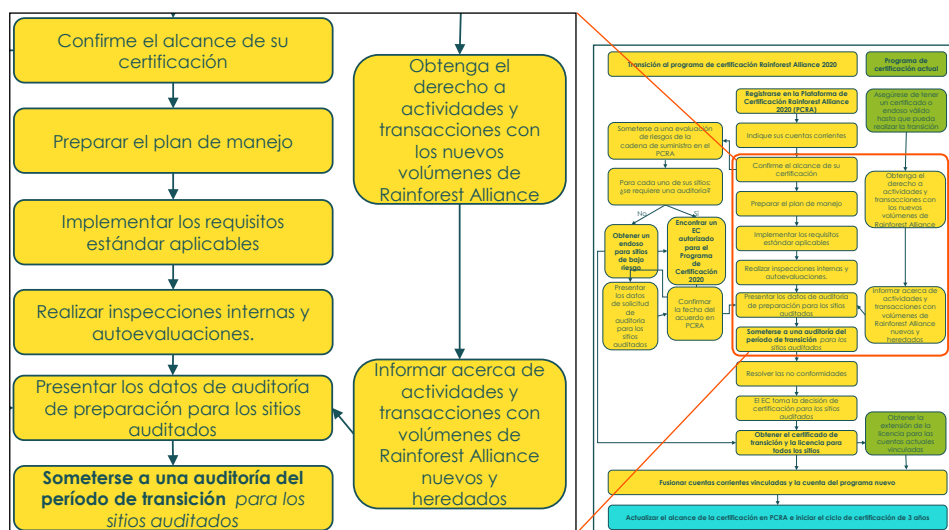 Confirme el alcance de su
certificación
Preparar el plan de manejo
Implementar los requisitos
estándar aplicables
Realizar inspecciones internas y
autoevaluaciones.
Presentar los datos de auditoría
de preparación para los sitios
auditados
Someterse a una auditoría del
período de transición para los
sitios auditados
Obtenga el
derecho a
actividades y
transacciones con
los nuevos
volúmenes de
Rainforest Alliance
Informar acerca de
actividades y
transacciones con
volúmenes de
Rainforest Alliance
nuevos y
heredados
Transición al programa de certificación Rainforest Alliance 2020
Programa de
certificación actual
Registrarse en la Plataforma de
Certificación Rainforest Alliance
2020 (PCRA)
Asegúrese de tener
un certificado o
endoso válido
hasta que pueda
realizar la transición
Someterse a una evaluación de
riesgos de la
cadena de suministro en el
PCRA
Indique sus cuentas corrientes
Confirme el alcance de su
certificación
Para cada uno de sus sitios:
¿se requiere una auditoría?
Obtenga el
derecho a
actividades y
transacciones
con los nuevos
volúmenes de
Rainforest Alliance
Preparar el plan de manejo
No
Si
Obtener un
endoso
para sitios
de bajo
riesgo
Encontrar un
EC
autorizado
para el
Programa
de
Certificación
2020
Implementar los requisitos
estándar aplicables
Realizar inspecciones internas y
autoevaluaciones.
Presentar
los datos
de solicitud
de
auditoría
para los
sitios
auditados
Confirmar
la fecha del
acuerdo en
PCRA
Presentar los datos de auditoría
de preparación para los sitios
auditados
Informar acerca de
actividades y
transacciones con
volúmenes de
Rainforest Alliance
nuevos y
heredados
Someterse a una auditoría del
período de transición para los
sitios auditados
Resolver las no conformidades
El EC toma la decisión de
certificación para los sitios
auditados
Obtener el certificado de
transición y la licencia para
todos los sitios
Obtener la
extensión de la
licencia para las
cuentas actuales
vinculadas
Fusionar cuentas corrientes vinculadas y la cuenta del programa nuevo
Actualizar el alcance de la certificación en PCRA e iniciar el ciclo de certificación de 3 años